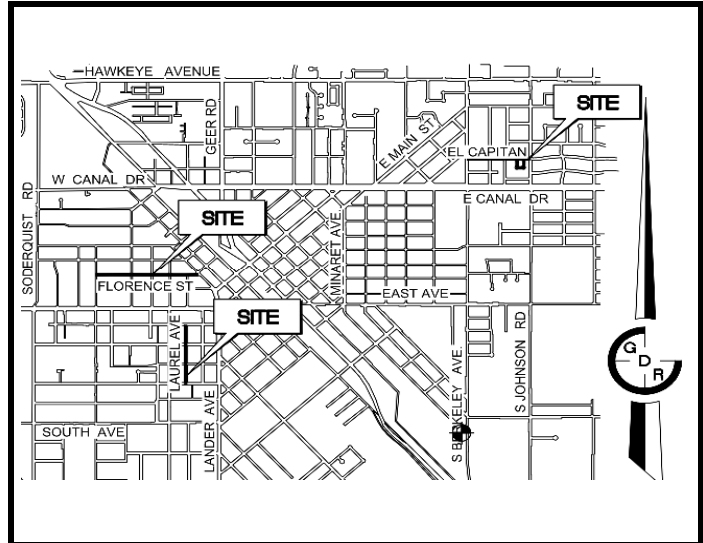 HAWKEYE AVENUE
GEER RD
SITE
E MAIN ST.
EL CAPITAN
W CANAL DR
E CANAL DR
SODERQUIST RD
SITE
S MINARET AVE.
FLORENCE ST
EAST AVE
SITE
LAUREL AVE
LANDER AVE
S BERKELEY AVE.
S JOHNSON RD
SOUTH AVE
G
D
R